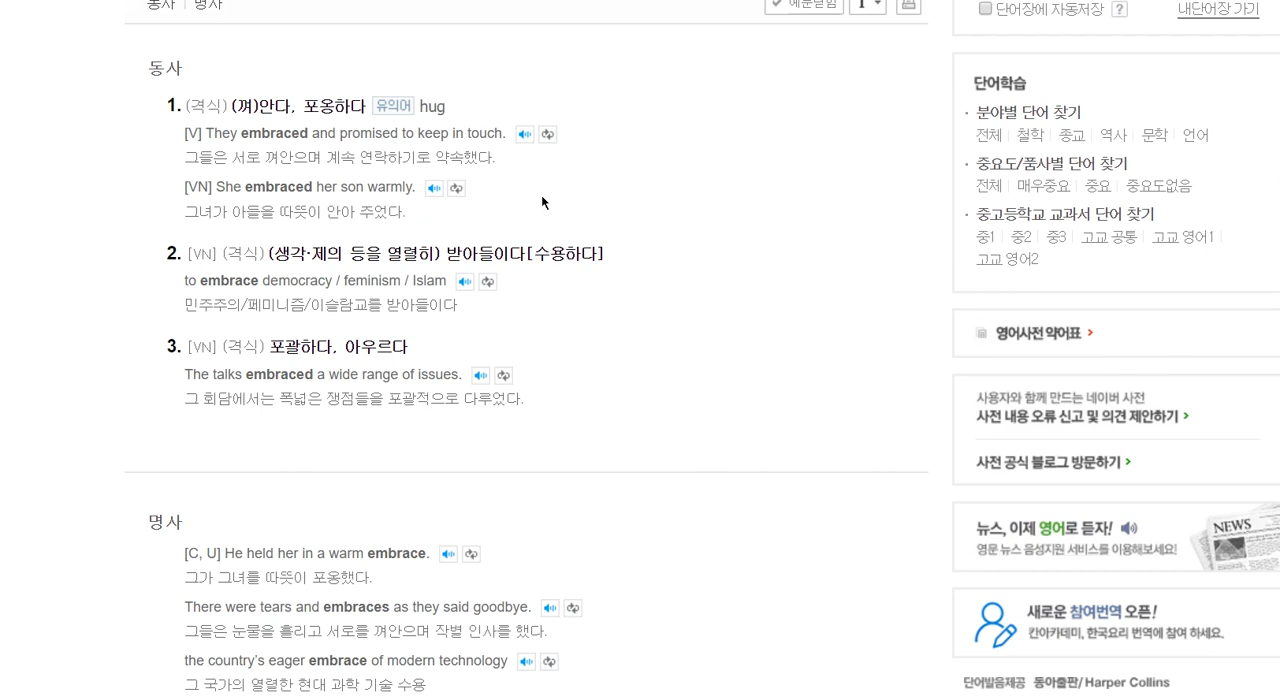 동사 | 명사
예문닫힘
1
동사
1. (격식) (껴)안다, 포옹하다 유의어 hug
[V] They embraced and promised to keep in touch.
그들은 서로 껴안으며 계속 연락하기로 약속했다.
[VN] She embraced her son warmly.
그녀가 아들을 따뜻이 안아 주었다.
2. [VN] (격식) (생각·제의 등을 열렬히) 받아들이다[수용하다]
to embrace democracy / feminism / Islam
민주주의/페미니즘/이슬람교를 받아들이다
3. [VN] (격식) 포괄하다, 아우르다
The talks embraced a wide range of issues.
그 회담에서는 폭넓은 쟁점들을 포괄적으로 다루었다.
명사
[C, U] He held her in a warm embrace.
그가 그녀를 따뜻이 포옹했다.
There were tears and embraces as they said goodbye.
그들은 눈물을 흘리고 서로를 껴안으며 작별 인사를 했다.
the country's eager embrace of modern technology
그 국가의 열렬한 현대 과학 기술 수용
단어장에 자동저장 ? 내단어장 가기
단어학습
· 분야별 단어 찾기
전체 | 철학 | 종교 | 역사 | 문학 | 언어
· 중요도/품사별 단어 찾기
전체 | 매우중요 | 중요 | 중요도없음
· 중고등학교 교과서 단어 찾기
중1 | 중2 | 중3 | 고교 공통 | 고교 영어1 |
고교 영어2
영어사전 약어표 >
사용자와 함께 만드는 네이버 사전
사전 내용 오류 신고 및 의견 제안하기 >
사전 공식 블로그 방문하기 >
뉴스, 이제 영어로 듣자!
영문 뉴스 음성지원 서비스를 이용해보세요!
NEWS
새로운 참여번역 오픈!
칸아카데미, 한국요리 번역에 참여 하세요.
단어발음제공 동아출판/ Harper Collins